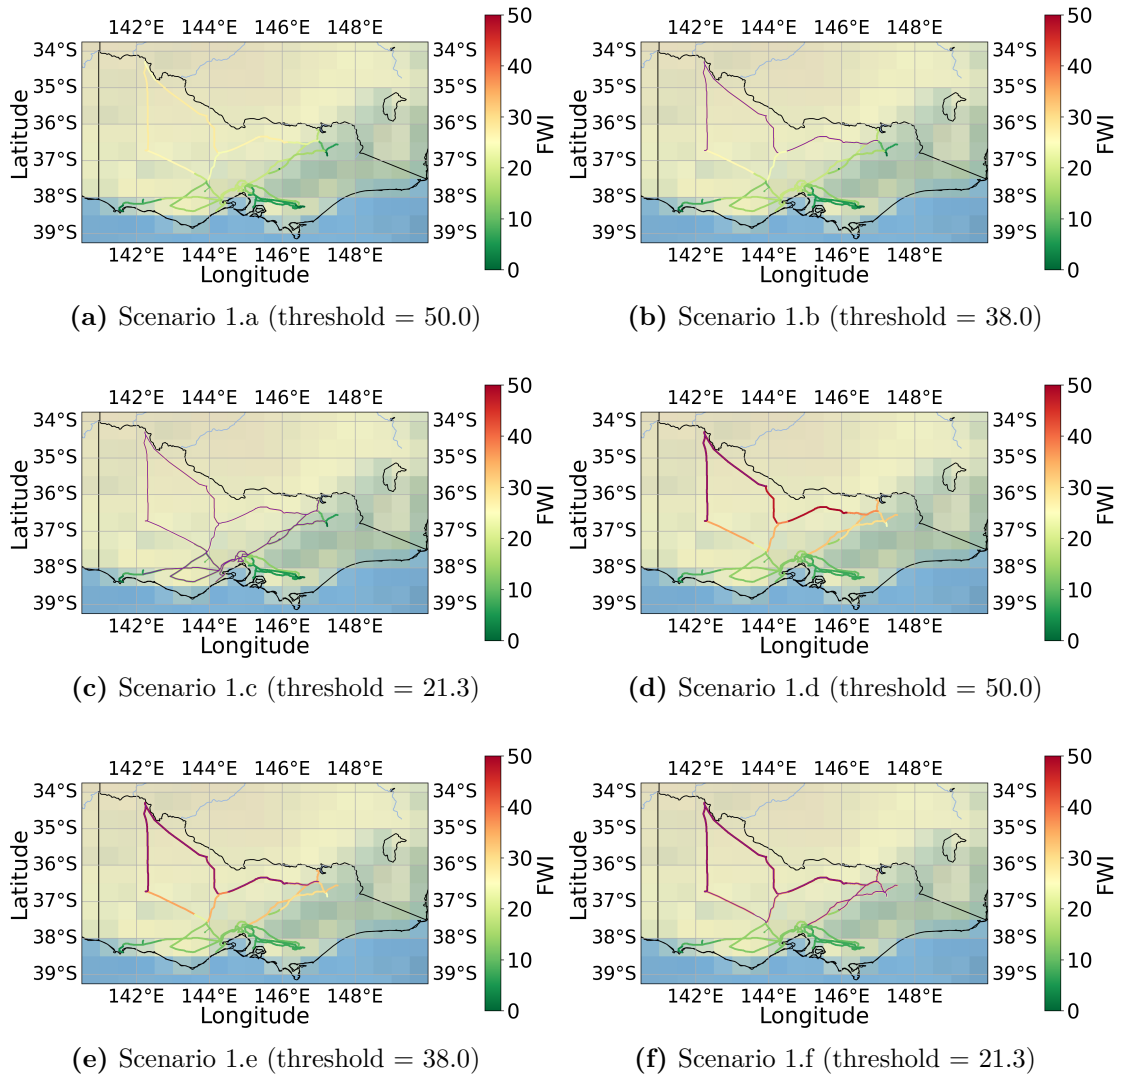 142°E 144°E 146°E 148°E
34°S 34°S
35°S 35°S
36°S 36°S
37°S 37°S
38°S 38°S
39°S 39°S
142°E 144°E 146°E 148°E
Longitude
Latitude
50
40
30
20
10
0
FWI
(a) Scenario 1.a (threshold = 50.0)
142°E 144°E 146°E 148°E
34°S 34°S
35°S 35°S
36°S 36°S
37°S 37°S
38°S 38°S
39°S 39°S
142°E 144°E 146°E 148°E
Longitude
Latitude
50
40
30
20
10
0
FWI
(b) Scenario 1.b (threshold = 38.0)
142°E 144°E 146°E 148°E
34°S 34°S
35°S 35°S
36°S 36°S
37°S 37°S
38°S 38°S
39°S 39°S
142°E 144°E 146°E 148°E
Longitude
Latitude
50
40
30
20
10
0
FWI
(c) Scenario 1.c (threshold = 21.3)
142°E 144°E 146°E 148°E
34°S 34°S
35°S 35°S
36°S 36°S
37°S 37°S
38°S 38°S
39°S 39°S
142°E 144°E 146°E 148°E
Longitude
Latitude
50
40
30
20
10
0
FWI
(d) Scenario 1.d (threshold = 50.0)
142°E 144°E 146°E 148°E
34°S 34°S
35°S 35°S
36°S 36°S
37°S 37°S
38°S 38°S
39°S 39°S
142°E 144°E 146°E 148°E
Longitude
Latitude
50
40
30
20
10
0
FWI
(e) Scenario 1.e (threshold = 38.0)
142°E 144°E 146°E 148°E
34°S 34°S
35°S 35°S
36°S 36°S
37°S 37°S
38°S 38°S
39°S 39°S
142°E 144°E 146°E 148°E
Longitude
Latitude
50
40
30
20
10
0
FWI
(f) Scenario 1.f (threshold = 21.3)